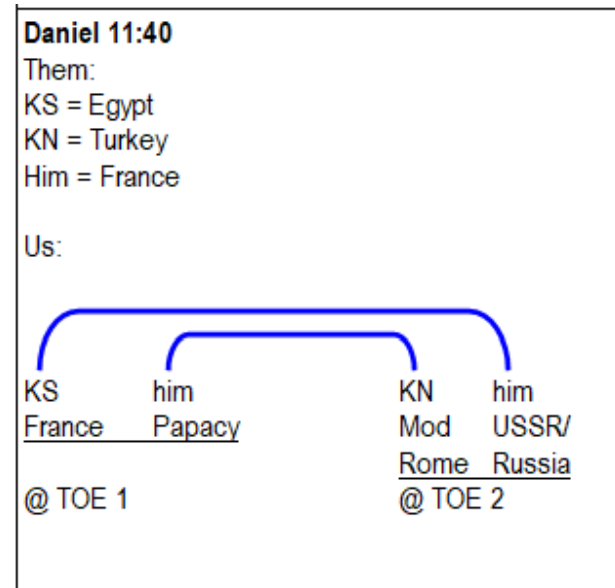 Daniel 11:40
Them:
KS = Egypt
KN = Turkey
Him = France
Us:
KS him KN him
France Papacy Mod USSR/
Rome Russia
@ TOE 1 @ TOE 2